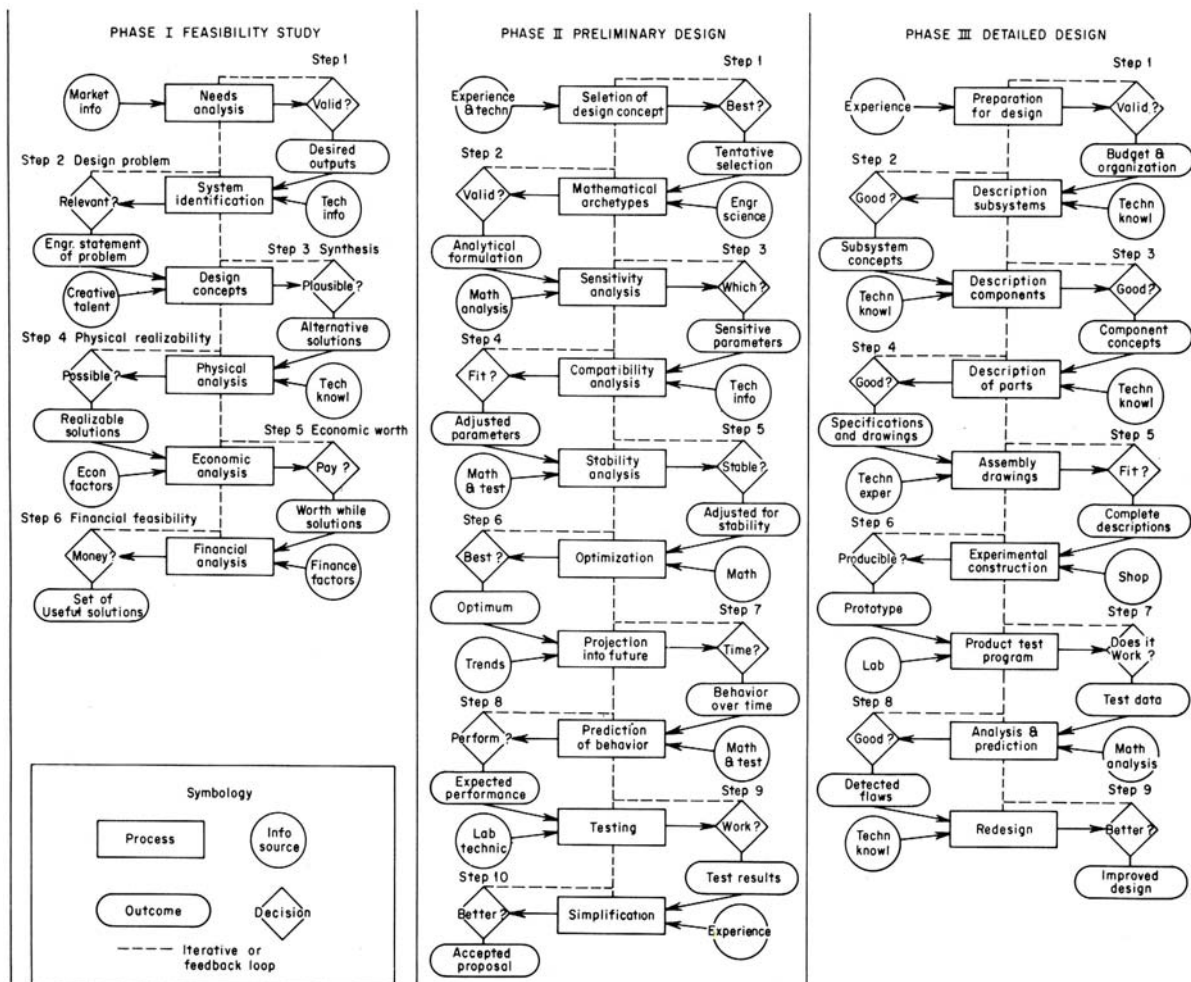 PHASE I FEASIBILITY STUDY
Step 1
Market
info
Needs
analysis
Valid?
Desired
outputs
Step 2 Design problem
Relevant?
System
identification
Tech
info
Engr. statement
of problem
Step 3 Synthesis
Creative
talent
Design
concepts
Plausible?
Alternative
solutions
Step 4 Physical realizability
Possible?
Physical
analysis
Tech
knowl
Realizable
solutions
Step 5 Economic worth
Econ
factors
Economic
analysis
Pay?
Worth while
solutions
Step 6 Financial feasibility
Money?
Financial
analysis
Finance
factors
Set of
Useful solutions
Symbology
Process
Info
source
Outcome
Decision
Iterative or
feedback loop
PHASE II PRELIMINARY DESIGN
Step 1
Experience
& techn
Seletion of
design concept
Best?
Tentative
selection
Step 2
Valid?
Mathematical
archetypes
Engr
science
Analytical
formulation
Step 3
Math
analysis
Sensitivity
analysis
Which?
Sensitive
parameters
Step 4
Fit?
Compatibility
analysis
Tech
info
Adjusted
parameters
Step 5
Math
& test
Stability
analysis
Stable?
Adjusted for
stability
Step 6
Best?
Optimization
Math
Optimum
Step 7
Trends
Projection
into future
Time?
Behavior
over time
Step 8
Perform?
Prediction
of behavior
Math
& test
Expected
performance
Step 9
Lab
technic
Testing
Work?
Test results
Step 10
Better?
Simplification
Experience
Accepted
proposal
PHASE III DETAILED DESIGN
Step 1
Experience
Preparation
for design
Valid?
Budget &
organization
Step 2
Good?
Description
subsystems
Techn
knowl
Subsystem
concepts
Step 3
Techn
knowl
Description
components
Good?
Component
concepts
Step 4
Good?
Description
of parts
Techn
knowl
Specifications
and drawings
Step 5
Techn
exper
Assembly
drawings
Fit?
Complete
descriptions
Step 6
Producible?
Experimental
construction
Shop
Prototype
Step 7
Lab
Product test
program
Does it
Work?
Test data
Step 8
Good?
Analysis &
prediction
Math
analysis
Detected
flaws
Step 9
Techn
knowl
Redesign
Better?
Improved
design